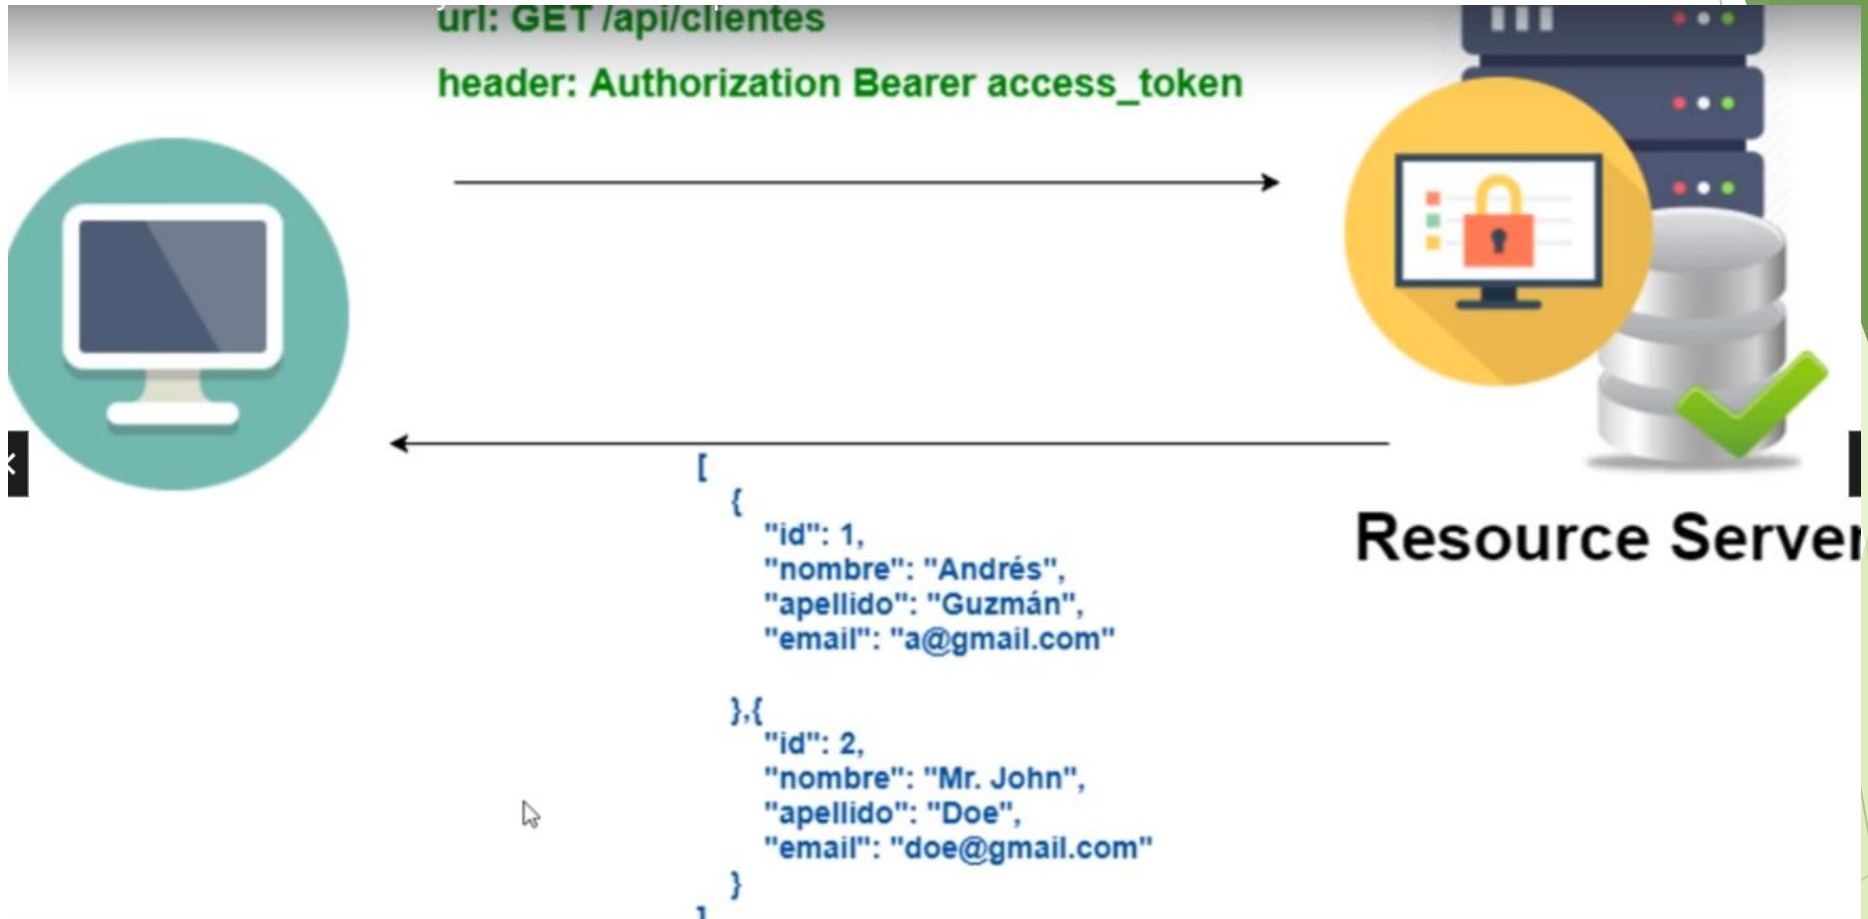 url: GET /api/clientes
header: Authorization Bearer access_token
[
{
"id": 1,
"nombre": "Andrés",
"apellido": "Guzmán",
"email": "a@gmail.com"
},{
"id": 2,
"nombre": "Mr. John",
"apellido": "Doe",
"email": "doe@gmail.com"
}
]
Resource Server